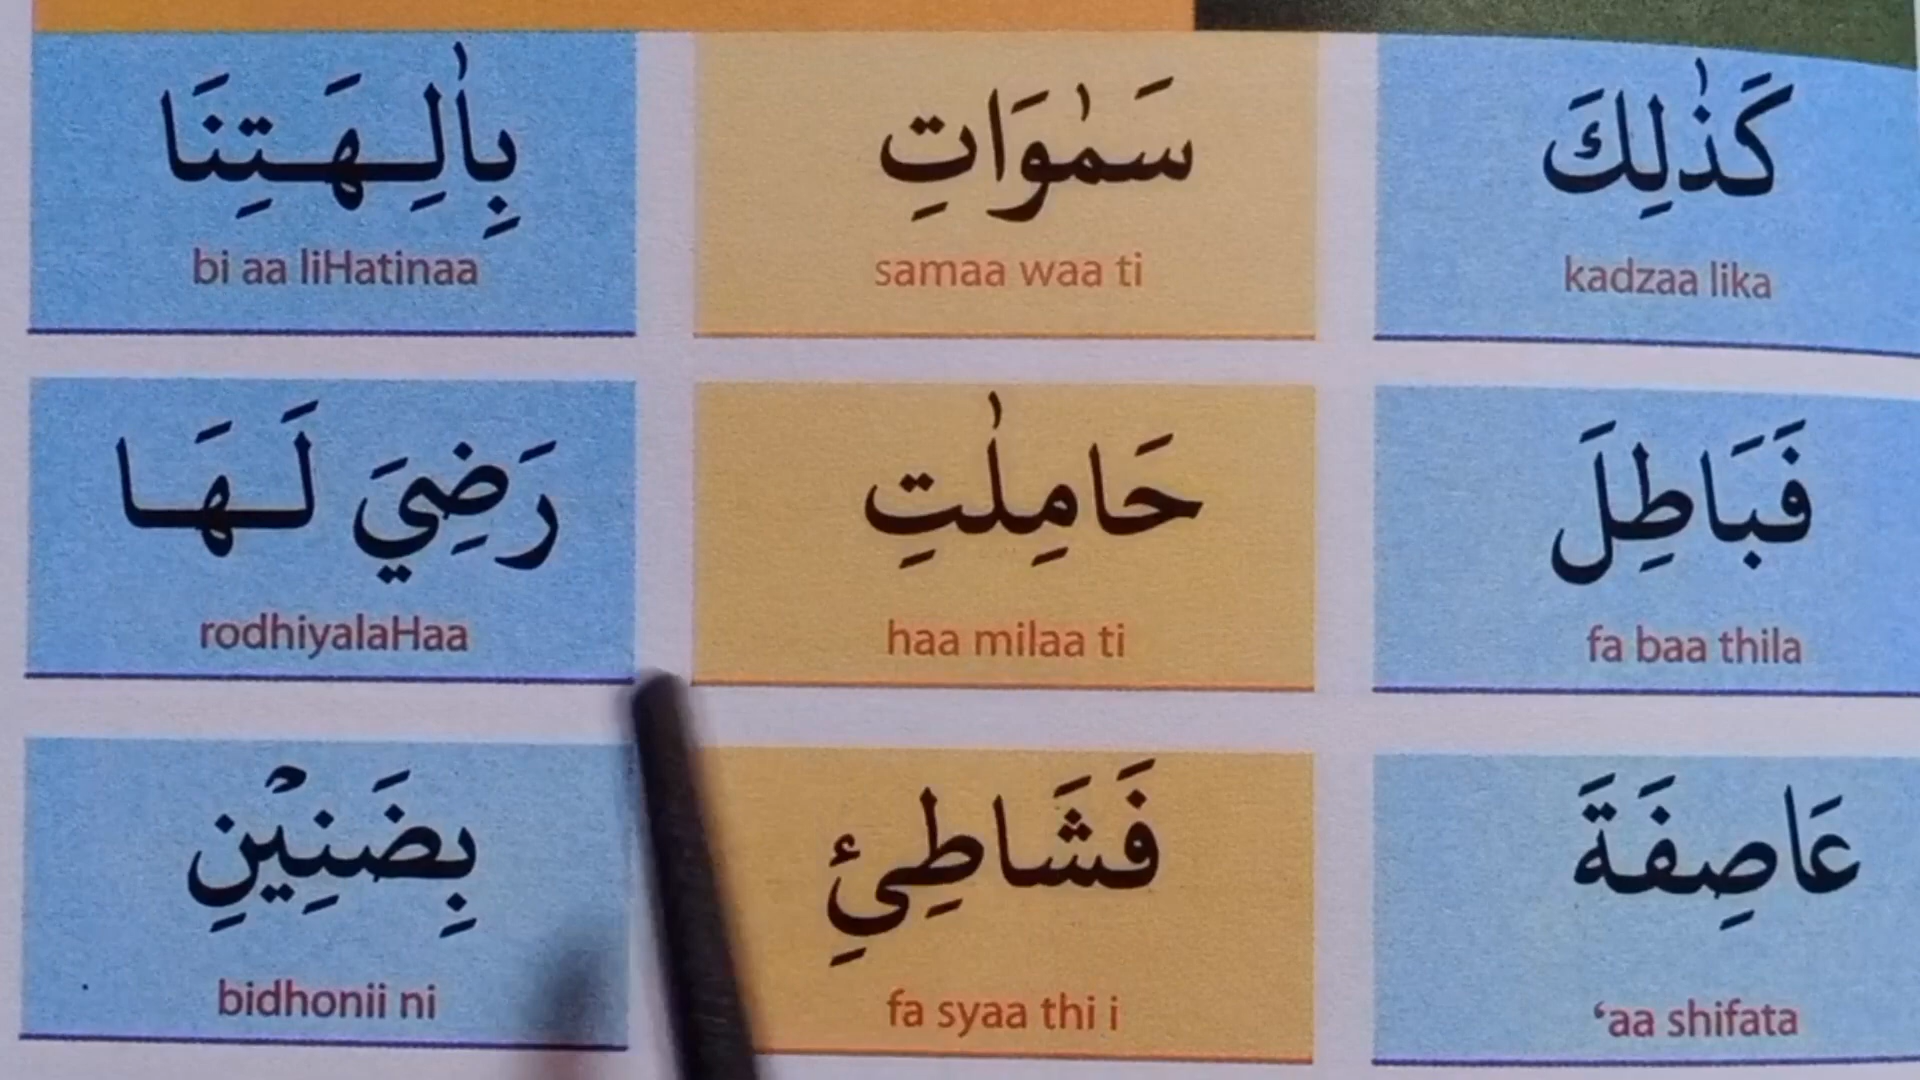 كَذٰلِكَ
kadzaa lika
سَمٰوَاتِ
samaa waa ti
بِاٰلِـهَـتِنَا
bi aa liHatinaa
فَبَاطِلَ
fa baa thila
حَامِلٰتِ
haa milaa ti
رَضِيَ لَـهَـا
rodhiyalaHaa
عَاصِفَةَ
‘aa shifata
فَشَاطِئِ
fa syaa thi i
بِضَنِيْنِ
bidhonii ni